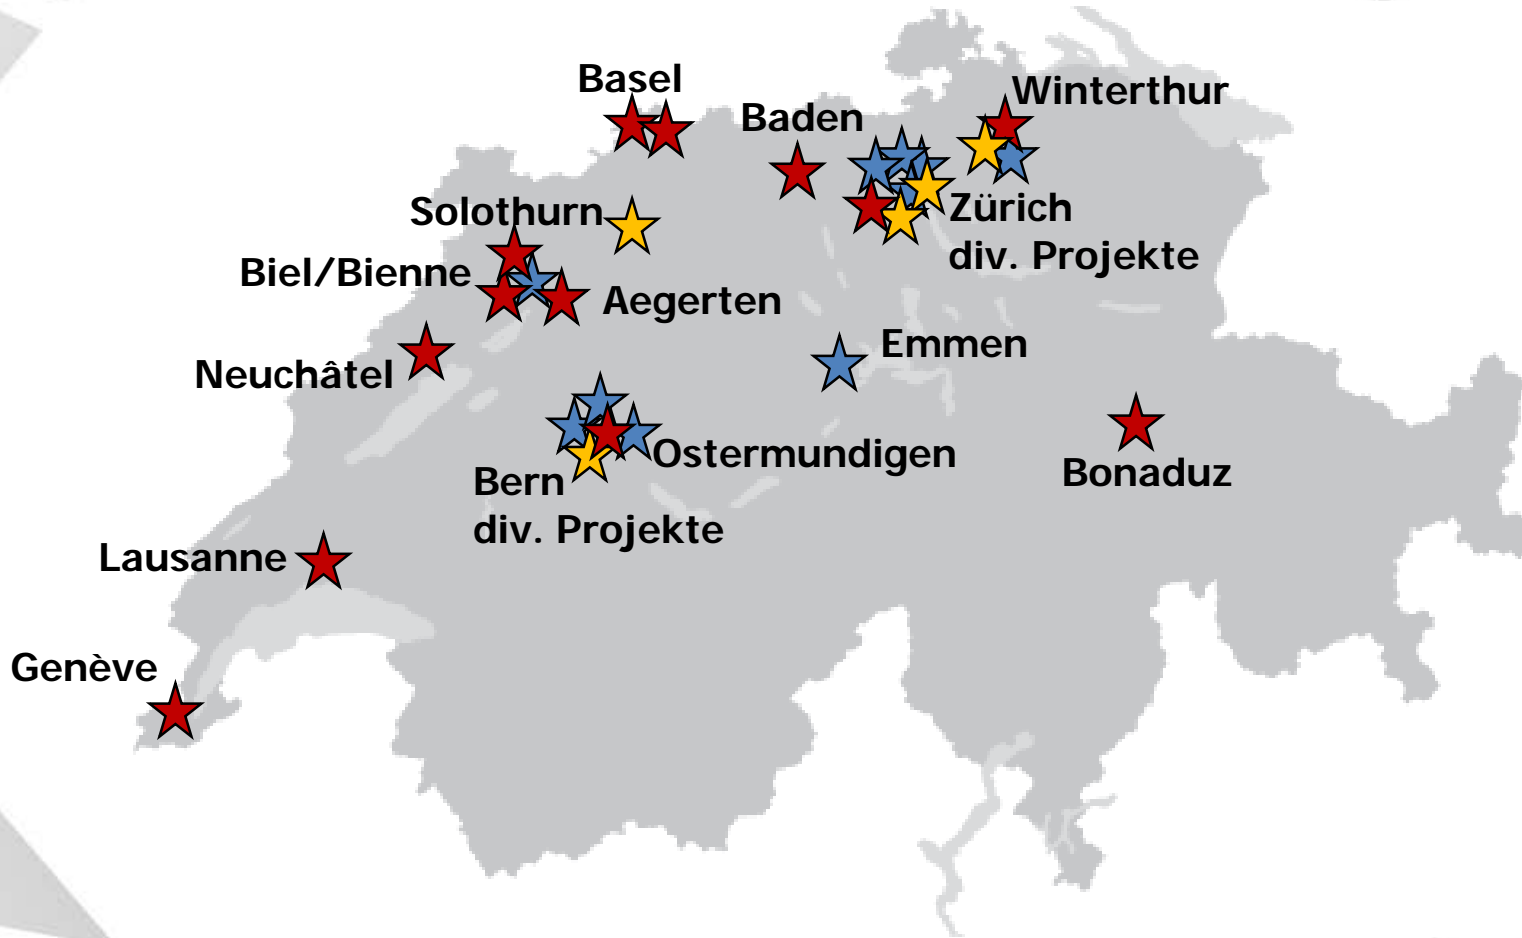 Basel
Winterthur
Baden
Solothurn
Zürich
div. Projekte
Biel/Bienne
Aegerten
Emmen
Neuchâtel
Ostermundigen
Bonaduz
Bern
div. Projekte
Lausanne
Genève